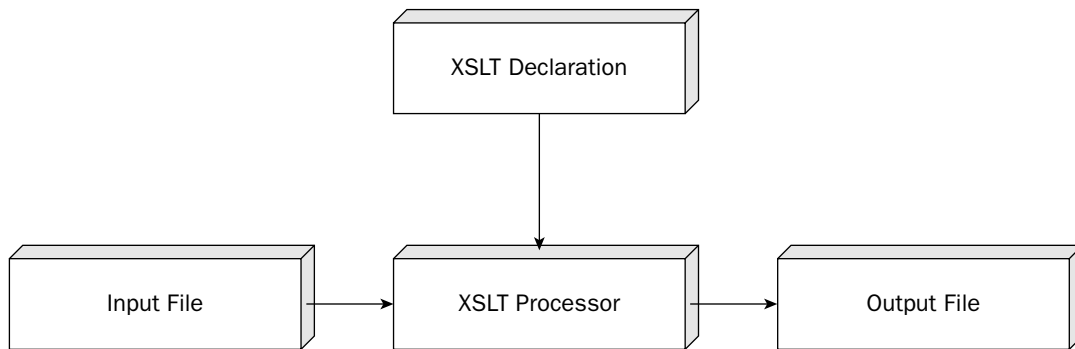 XSLT Declaration
Input File
XSLT Processor
Output File